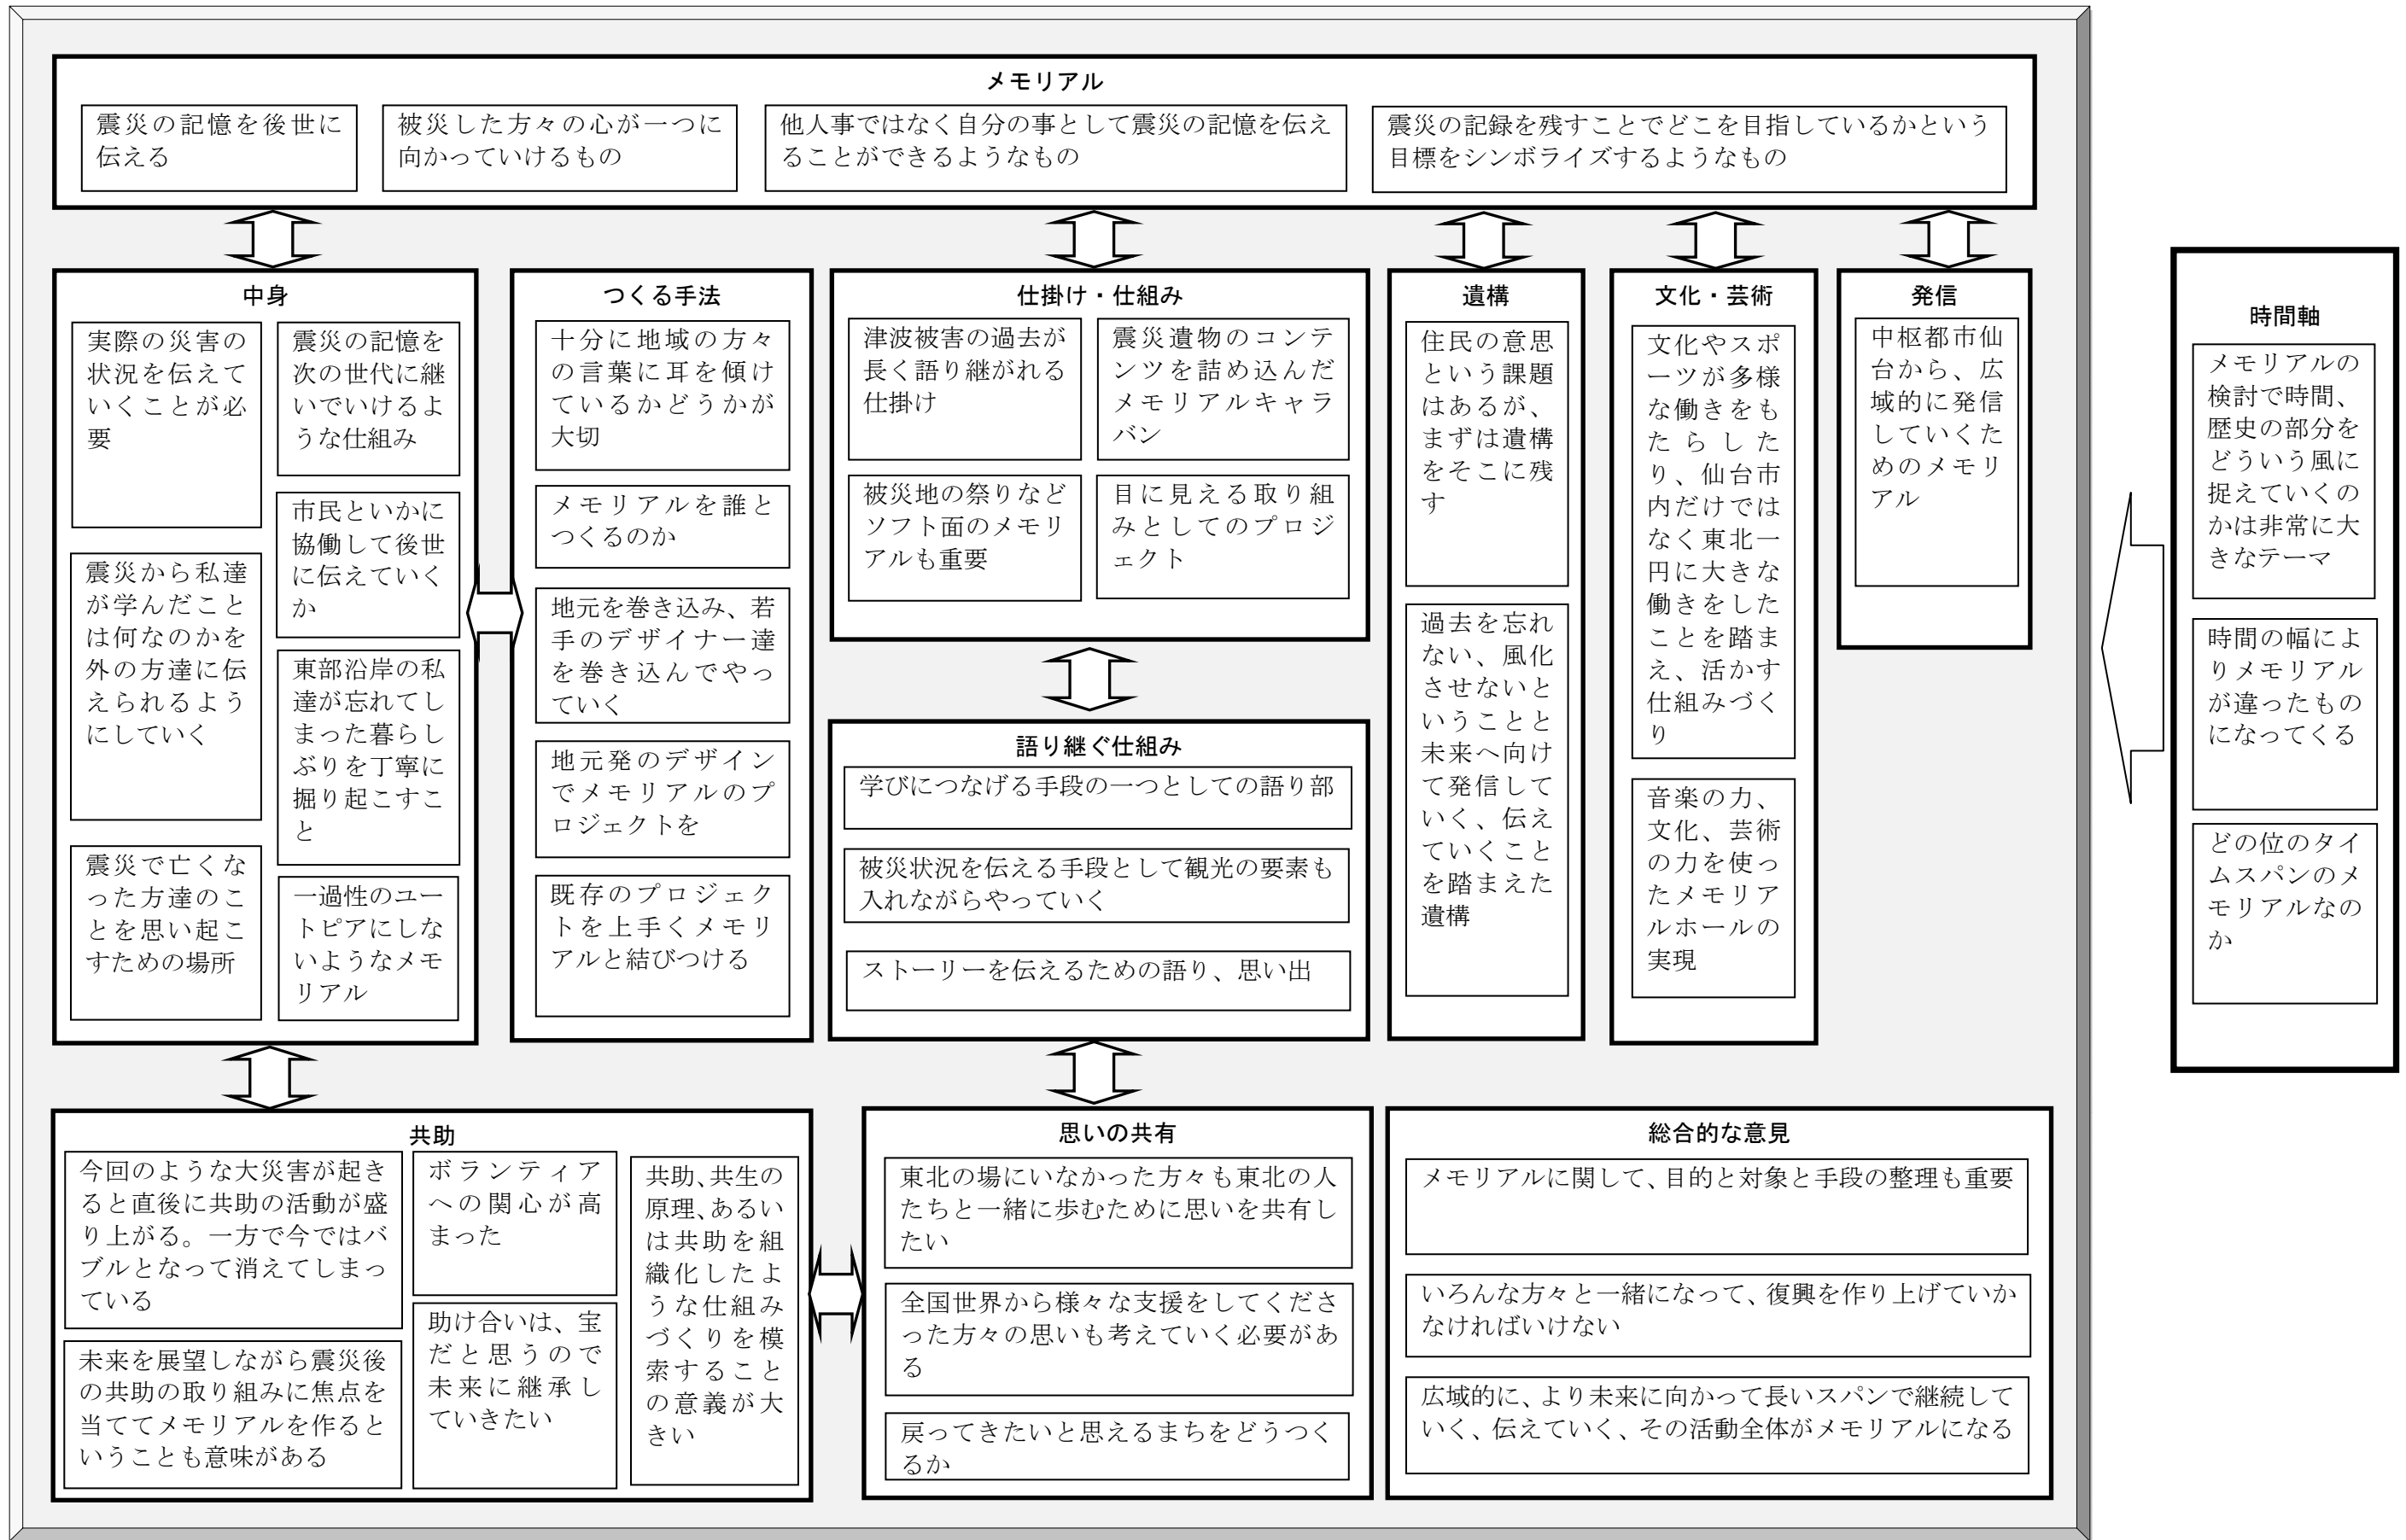 メモリアル
震災の記憶を後世に
伝える
被災した方々の心が一つに
向かっていけるもの
他人事ではなく自分の事として震災の記憶を伝え
ることができるようなもの
震災の記録を残すことでどこを目指しているかという
目標をシンボライズするようなもの
中身
実際の災害の
状況を伝えて
いくことが必
要
震災の記憶を
次の世代に継
いでいけるよ
うな仕組み
市民といかに
協働して後世
に伝えていく
か
震災から私達
が学んだこと
は何なのかを
外の方達に伝
えられるよう
にしていく
東部沿岸の私
達が忘れてし
まった暮らし
ぶりを丁寧に
掘り起こすこ
と
震災で亡くな
った方達のこ
とを思い起こ
すための場所
一過性のユー
トピアにしな
いようなメモ
リアル
つくる手法
十分に地域の方々
の言葉に耳を傾け
ているかどうかが
大切
メモリアルを誰と
つくるのか
地元を巻き込み、若
手のデザイナー達
を巻き込んでやっ
ていく
地元発のデザイン
でメモリアルのプ
ロジェクトを
既存のプロジェク
トを上手くメモリ
アルと結びつける
仕掛け・仕組み
津波被害の過去が
長く語り継がれる
仕掛け
震災遺物のコンテ
ンツを詰め込んだ
メモリアルキャラ
バン
被災地の祭りなど
ソフト面のメモリ
アルも重要
目に見える取り組
みとしてのプロジ
ェクト
語り継ぐ仕組み
学びにつなげる手段の一つとしての語り部
被災状況を伝える手段として観光の要素も
入れながらやっていく
ストーリーを伝えるための語り、思い出
遺構
住民の意思
という課題
はあるが、
まずは遺構
をそこに残
す
過去を忘れ
ない、風化
させないと
いうことと
未来へ向け
て発信して
いく、伝え
ていくこと
を踏まえた
遺構
文化・芸術
文化やスポ
ーツが多様
な働きをも
たらした
り、仙台市
内だけでは
なく東北一
円に大きな
働きをした
ことを踏ま
え、活かす
仕組みづく
り
音楽の力、
文化、芸術
の力を使っ
たメモリア
ルホールの
実現
発信
中枢都市仙
台から、広
域的に発信
していくた
めのメモリ
アル
時間軸
メモリアルの
検討で時間、
歴史の部分を
どういう風に
捉えていくの
かは非常に大
きなテーマ
時間の幅によ
りメモリアル
が違ったもの
になってくる
どの位のタイ
ムスパンのメ
モリアルなの
か
共助
今回のような大災害が起き
ると直後に共助の活動が盛
り上がる。一方で今ではバ
ブルとなって消えてしまっ
ている
未来を展望しながら震災後
の共助の取り組みに焦点を
当ててメモリアルを作ると
いうことも意味がある
ボランティア
への関心が高
まった
助け合いは、宝
だと思うので
未来に継承し
ていきたい
共助、共生の
原理、あるい
は共助を組
織化したよ
うな仕組み
づくりを模
索すること
の意義が大
きい
思いの共有
東北の場にいなかった方々も東北の人
たちと一緒に歩むために思いを共有し
たい
全国世界から様々な支援をしてくださ
った方々の思いも考えていく必要があ
る
戻ってきたいと思えるまちをどうつく
るか
総合的な意見
メモリアルに関して、目的と対象と手段の整理も重要
いろんな方々と一緒になって、復興を作り上げていか
なければいけない
広域的に、より未来に向かって長いスパンで継続して
いく、伝えていく、その活動全体がメモリアルになる